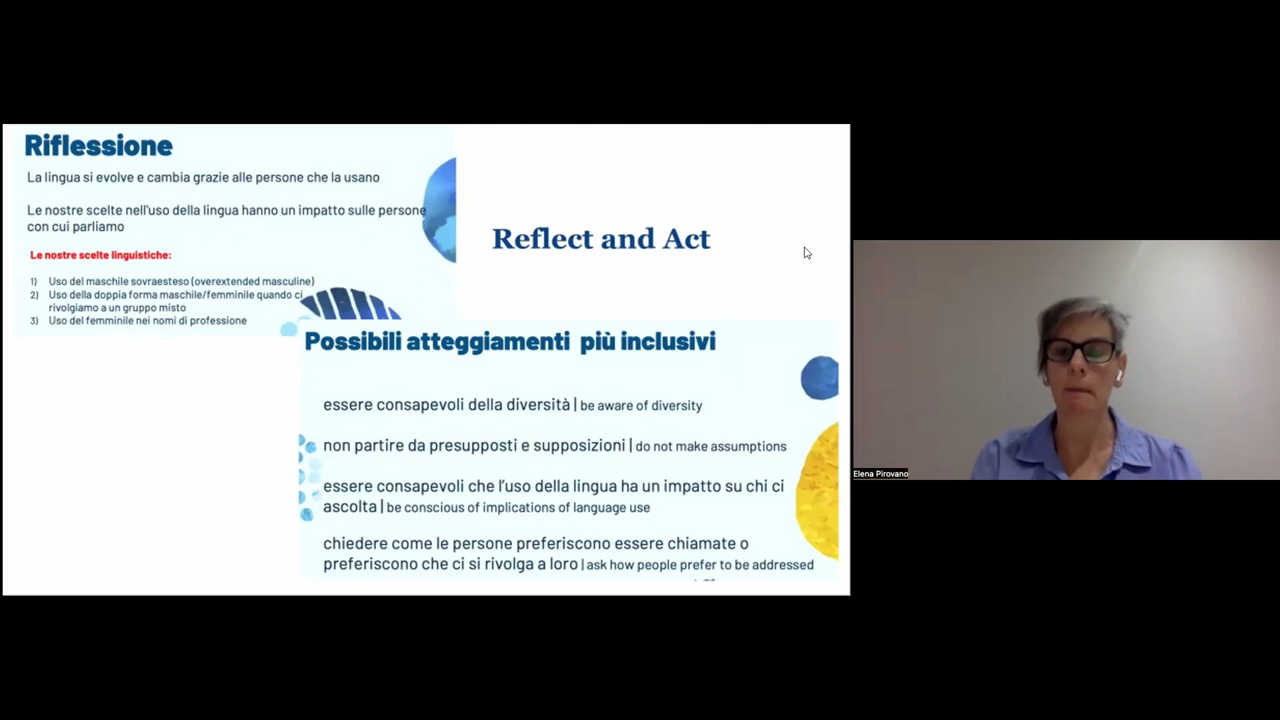 Riflessione
La lingua si evolve e cambia grazie alle persone che la usano
Le nostre scelte nell'uso della lingua hanno un impatto sulle persone
con cui parliamo
Le nostre scelte linguistiche:
1) Uso del maschile sovraesteso (overextended masculine)
2) Uso della doppia forma maschile/femminile quando ci
rivolgiamo a un gruppo misto
3) Uso del femminile nei nomi di professione
Reflect and Act
Possibili atteggiamenti più inclusivi
essere consapevoli della diversità | be aware of diversity
non partire da presupposti e supposizioni | do not make assumptions
essere consapevoli che l'uso della lingua ha un impatto su chi ci
ascolta | be conscious of implications of language use
chiedere come le persone preferiscono essere chiamate o
preferiscono che ci si rivolga a loro | ask how people prefer to be addressed
Elena Pirovano